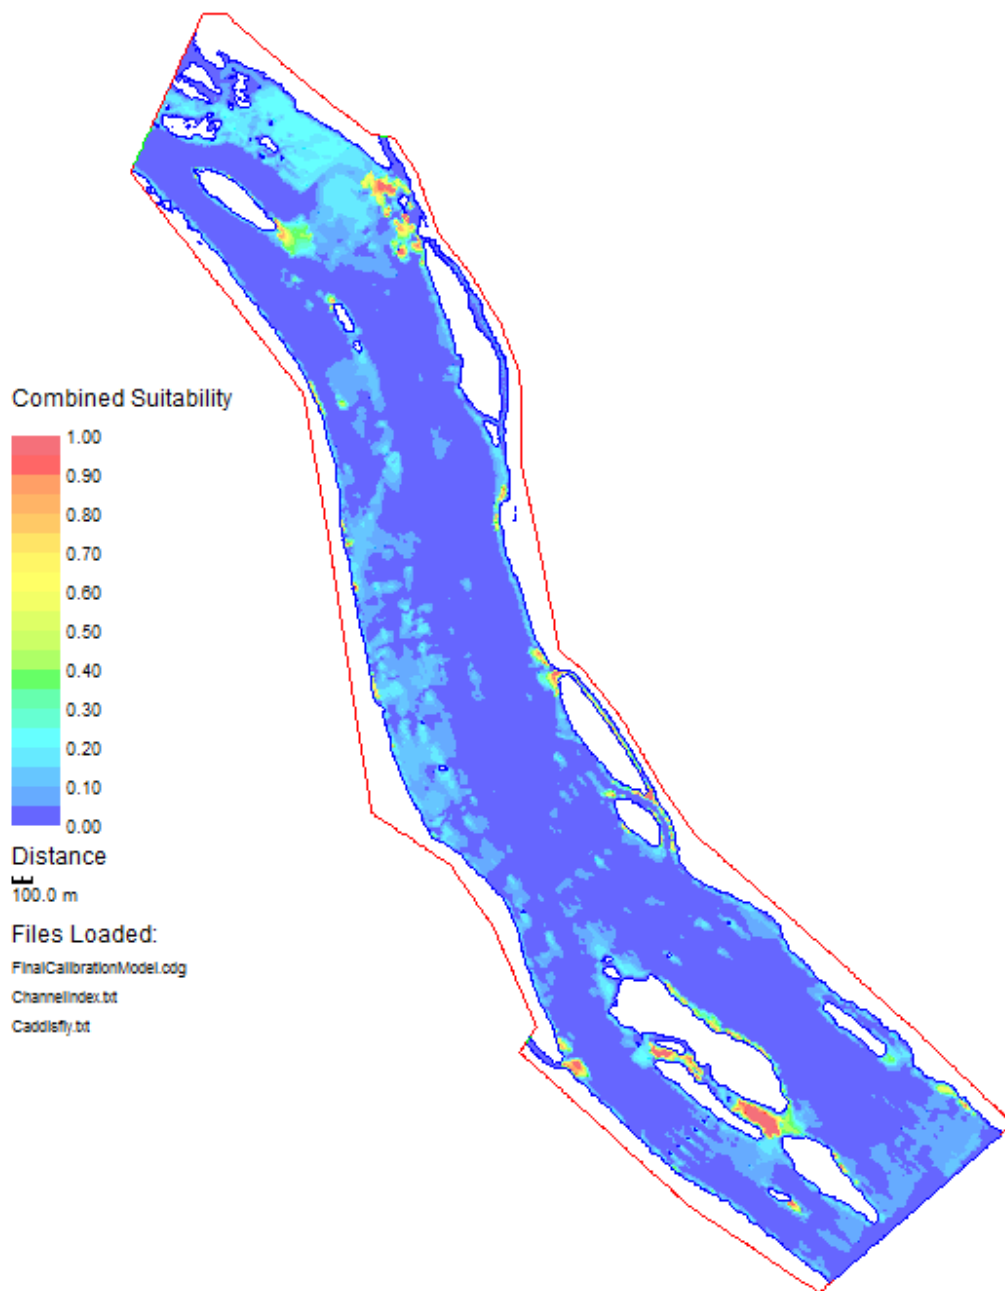 Combined Suitability
1.00
0.90
0.80
0.70
0.60
0.50
0.40
0.30
0.20
0.10
0.00
Distance
100.0 m
Files Loaded:
FinalCalibrationModel.cdg
ChannelIndex.txt
Caddisfly.txt